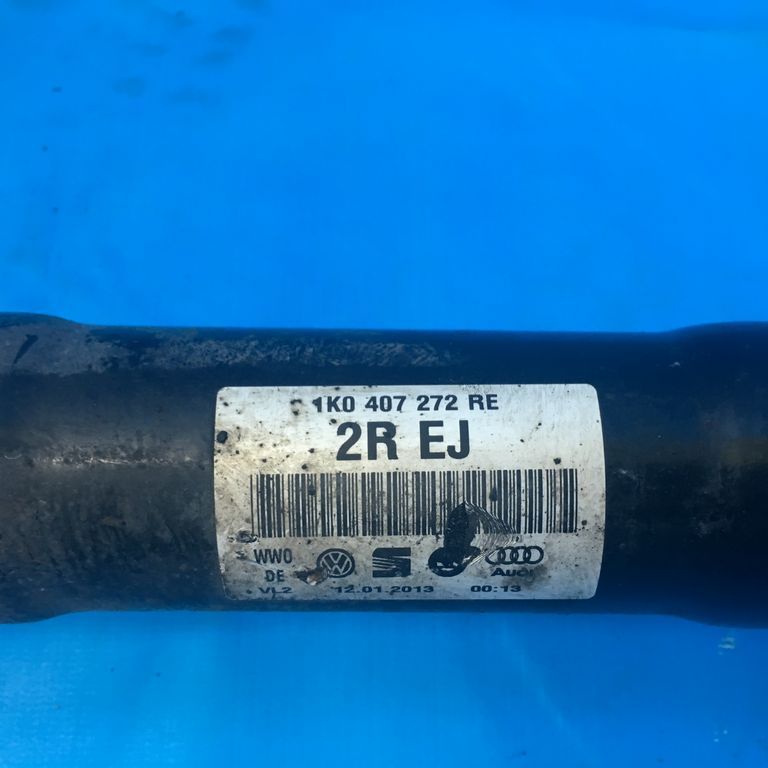 1K0 407 272 RE
2R EJ
WWO
DE
Audi
VL2 12.01.2013 00:13